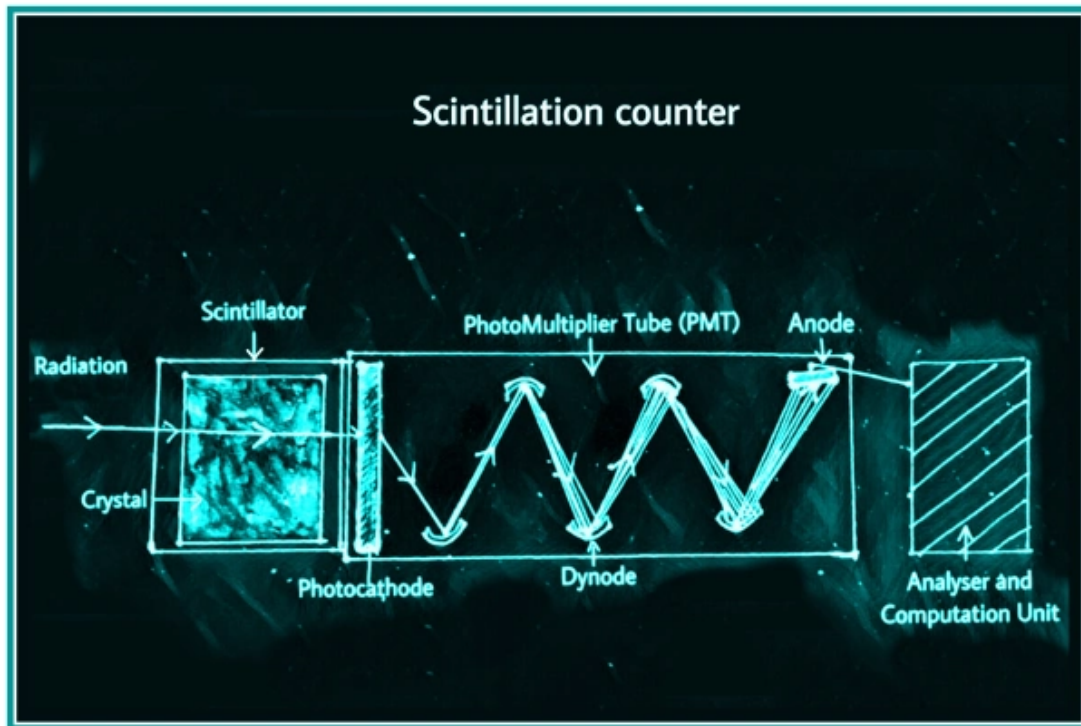 Scintillation counter
Scintillator
PhotoMultiplier Tube (PMT)
Anode
Radiation
Crystal
Photocathode
Dynode
Analyser and
Computation Unit